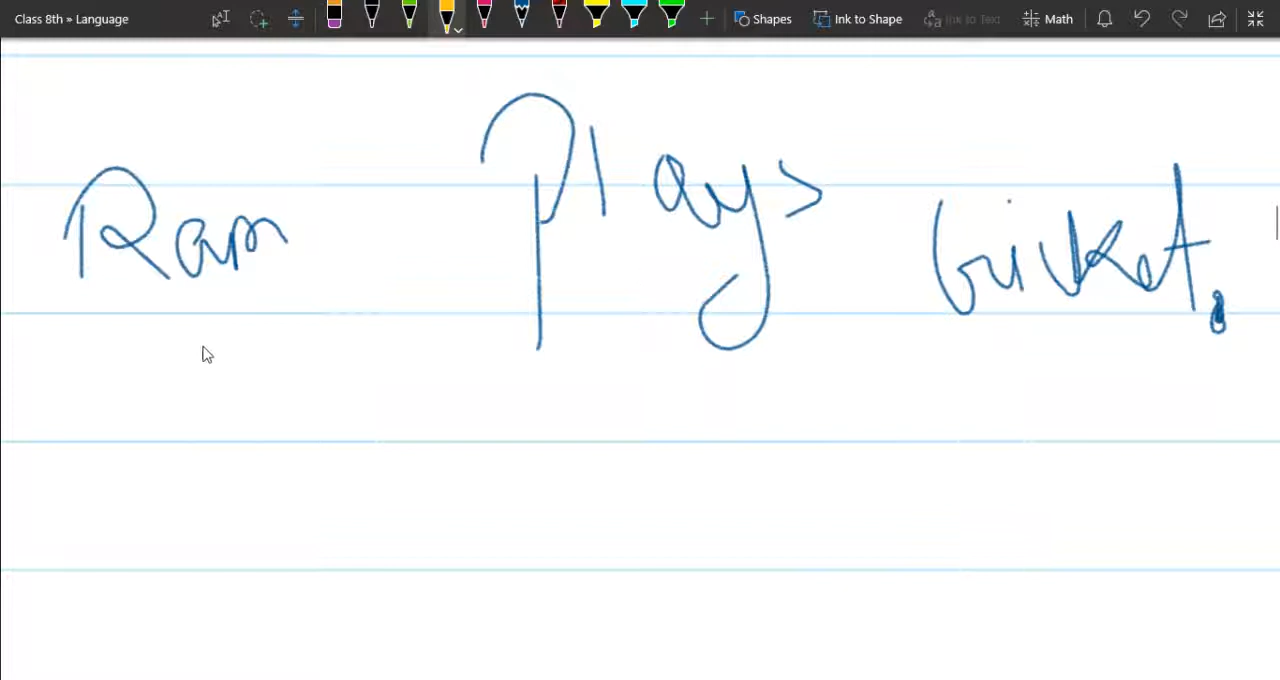 Class 8th » Language Shapes Ink to Shape Ink to Text Math
Ram Plays Cricket.